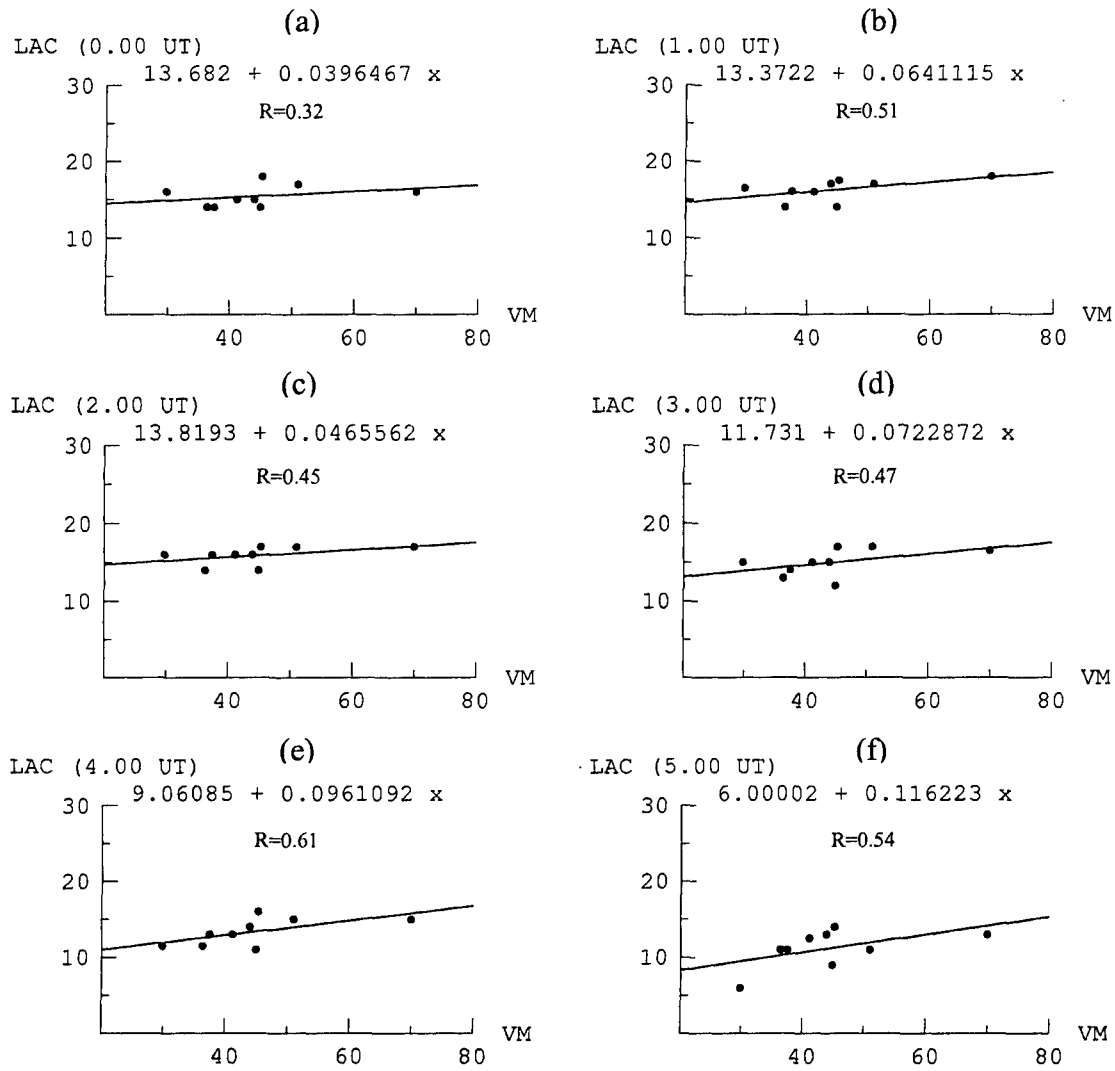 (a)
LAC (0.00 UT)
13.682 + 0.0396467 x
R=0.32
30
20
10
40 60 80
VM
(b)
LAC (1.00 UT)
13.3722 + 0.0641115 x
R=0.51
30
20
10
40 60 80
VM
(c)
LAC (2.00 UT)
13.8193 + 0.0465562 x
R=0.45
30
20
10
40 60 80
VM
(d)
LAC (3.00 UT)
11.731 + 0.0722872 x
R=0.47
30
20
10
40 60 80
VM
(e)
LAC (4.00 UT)
9.06085 + 0.0961092 x
R=0.61
30
20
10
40 60 80
VM
(f)
LAC (5.00 UT)
6.00002 + 0.116223 x
R=0.54
30
20
10
40 60 80
VM